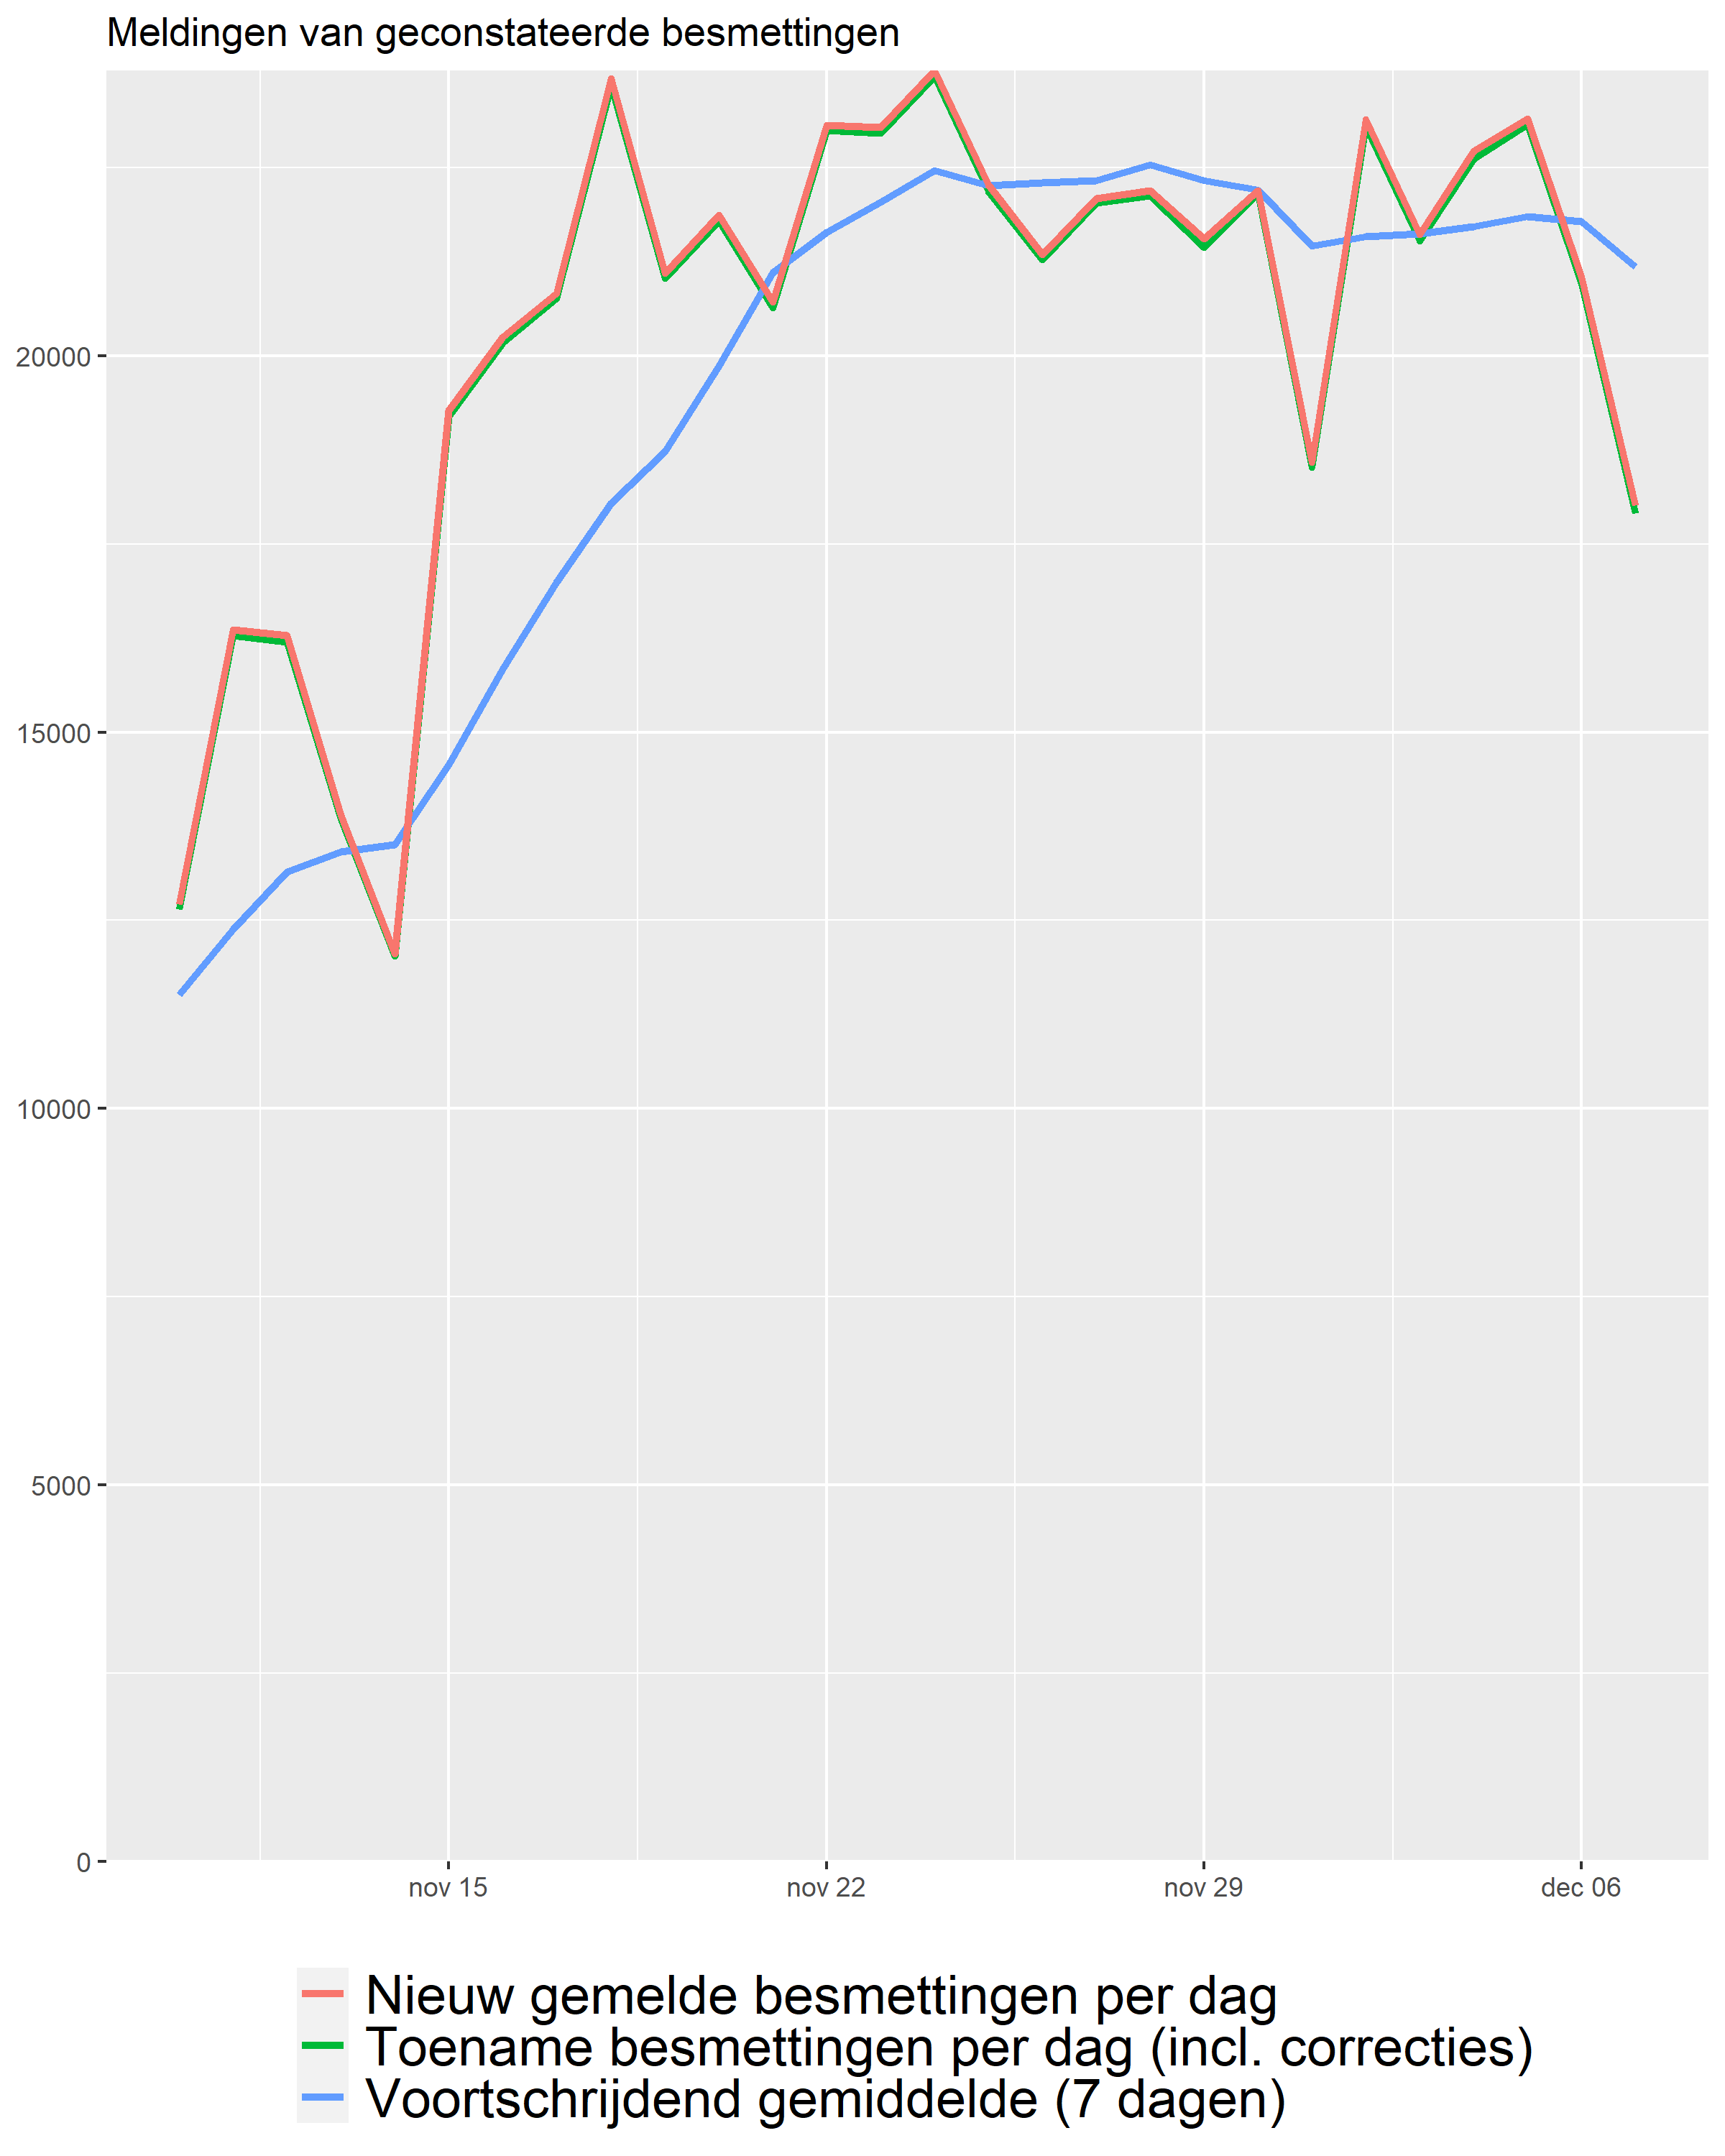 Meldingen van geconstateerde besmettingen
20000
15000
10000
5000
0
nov 15
nov 22
nov 29
dec 06
Nieuw gemelde besmettingen per dag
Toename besmettingen per dag (incl. correcties)
Voortschrijdend gemiddelde (7 dagen)